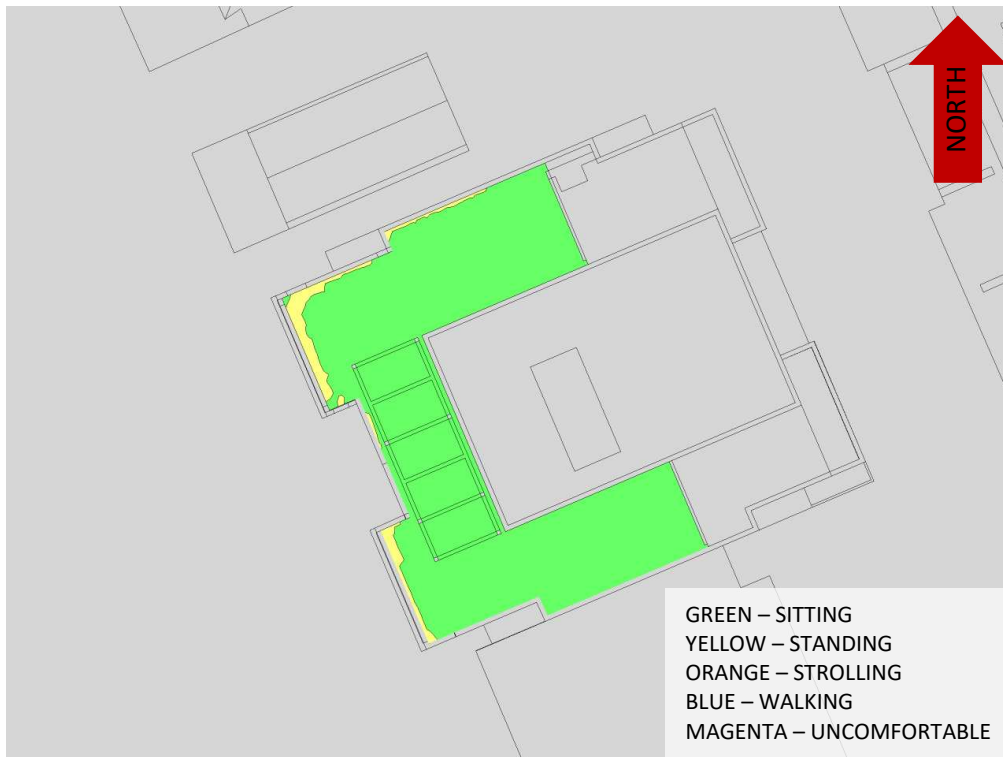 NORTH
GREEN – SITTING
YELLOW – STANDING
ORANGE – STROLLING
BLUE – WALKING
MAGENTA – UNCOMFORTABLE